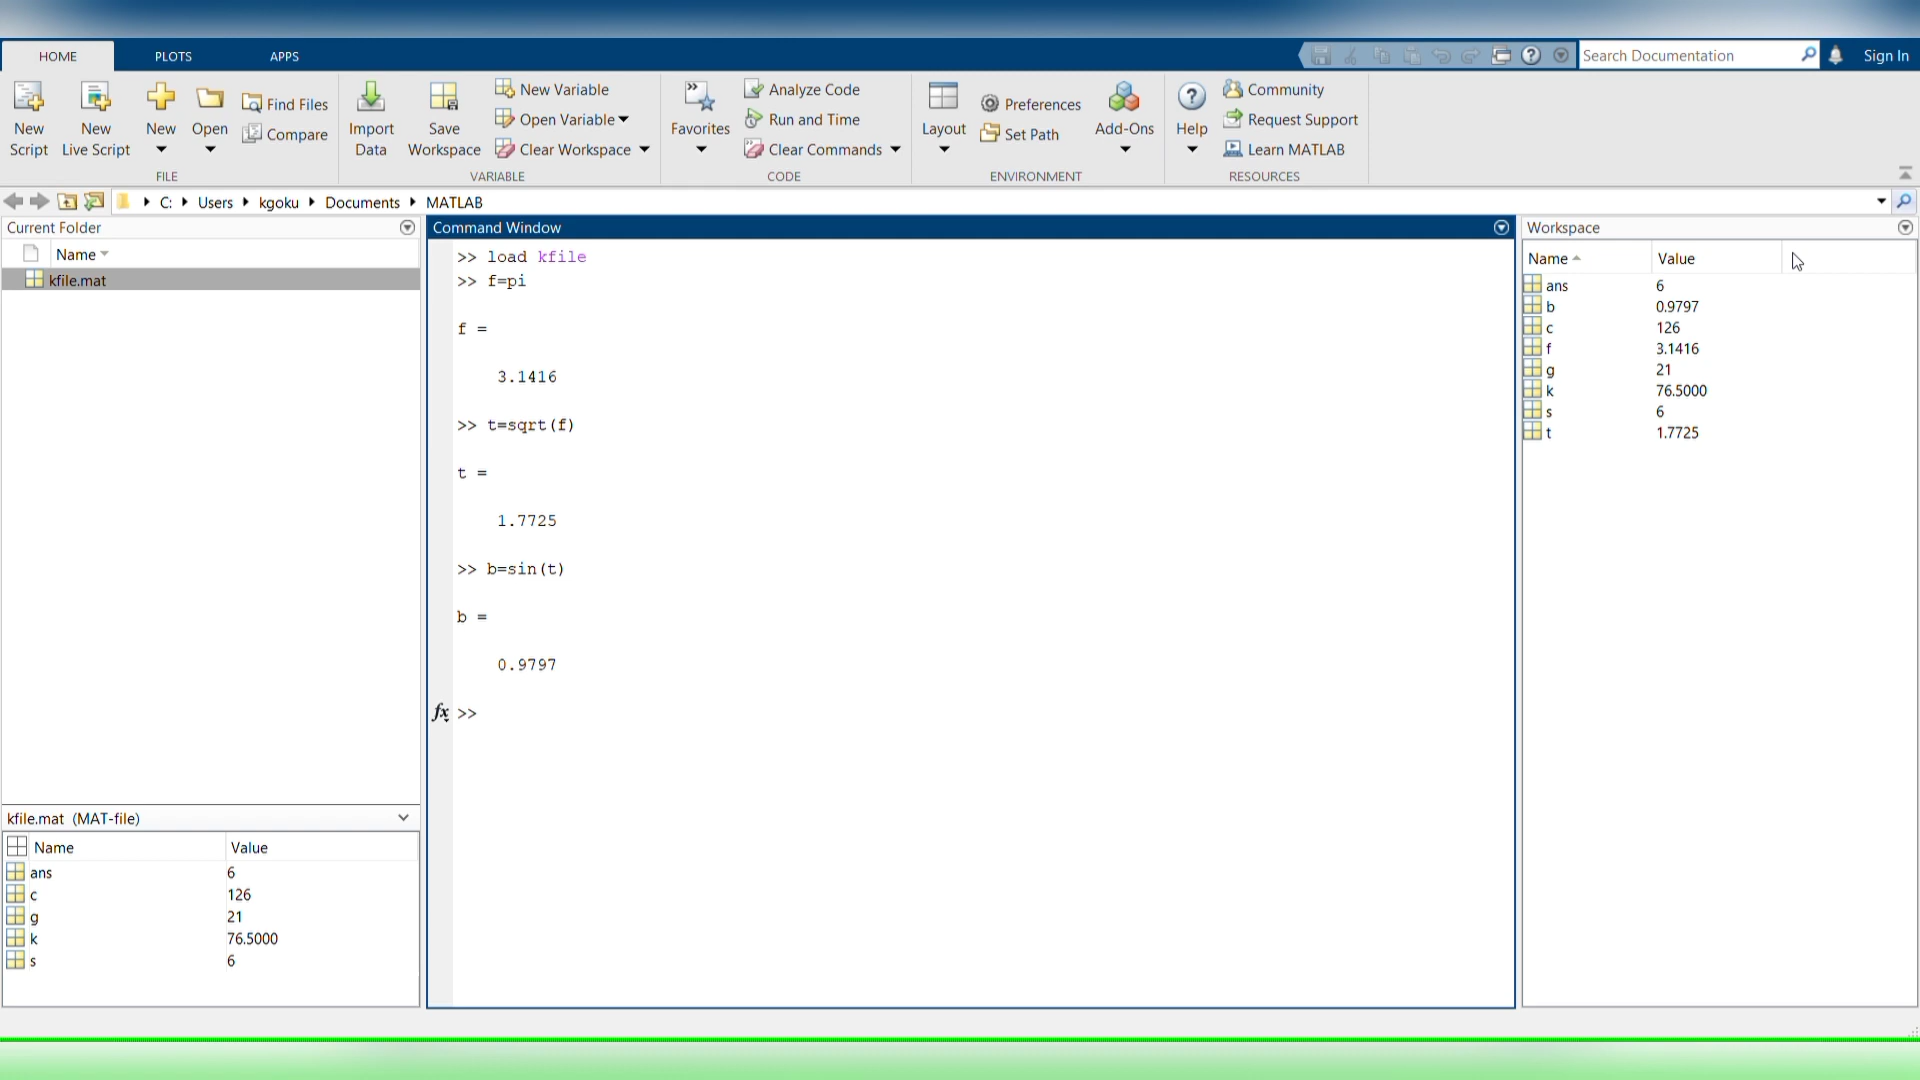 HOME PLOTS APPS
Search Documentation
Sign In
New Script
New Live Script
New
Open
Find Files
Compare
FILE
Import Data
Save Workspace
New Variable
Open Variable
Clear Workspace
VARIABLE
Favorites
Analyze Code
Run and Time
Clear Commands
CODE
Layout
Preferences
Set Path
Add-Ons
ENVIRONMENT
Help
Community
Request Support
Learn MATLAB
RESOURCES
C: Users kgoku Documents MATLAB
Current Folder
Name
kfile.mat
kfile.mat (MAT-file)
Name Value
ans 6
c 126
g 21
k 76.5000
s 6
Command Window
>> load kfile
>> f=pi
f =
3.1416
>> t=sqrt(f)
t =
1.7725
>> b=sin(t)
b =
0.9797
fx >>
Workspace
Name Value
ans 6
b 0.9797
c 126
f 3.1416
g 21
k 76.5000
s 6
t 1.7725